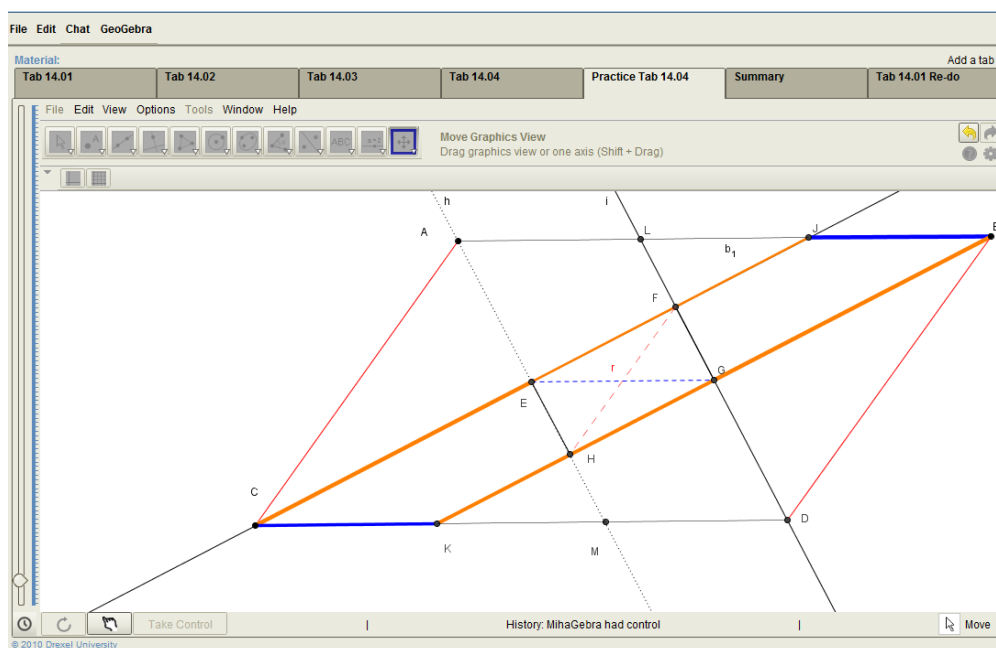 File Edit Chat GeoGebra
Material:
Add a tab
Tab 14.01 Tab 14.02 Tab 14.03 Tab 14.04 Practice Tab 14.04 Summary Tab 14.01 Re-do
File Edit View Options Tools Window Help
ABC
a=2
Move Graphics View
Drag graphics view or one axis (Shift + Drag)
h
i
A
L
J
b1
F
r
G
E
H
C
D
K
M
Take Control
History: MihaGebra had control
Move
© 2010 Drexel University